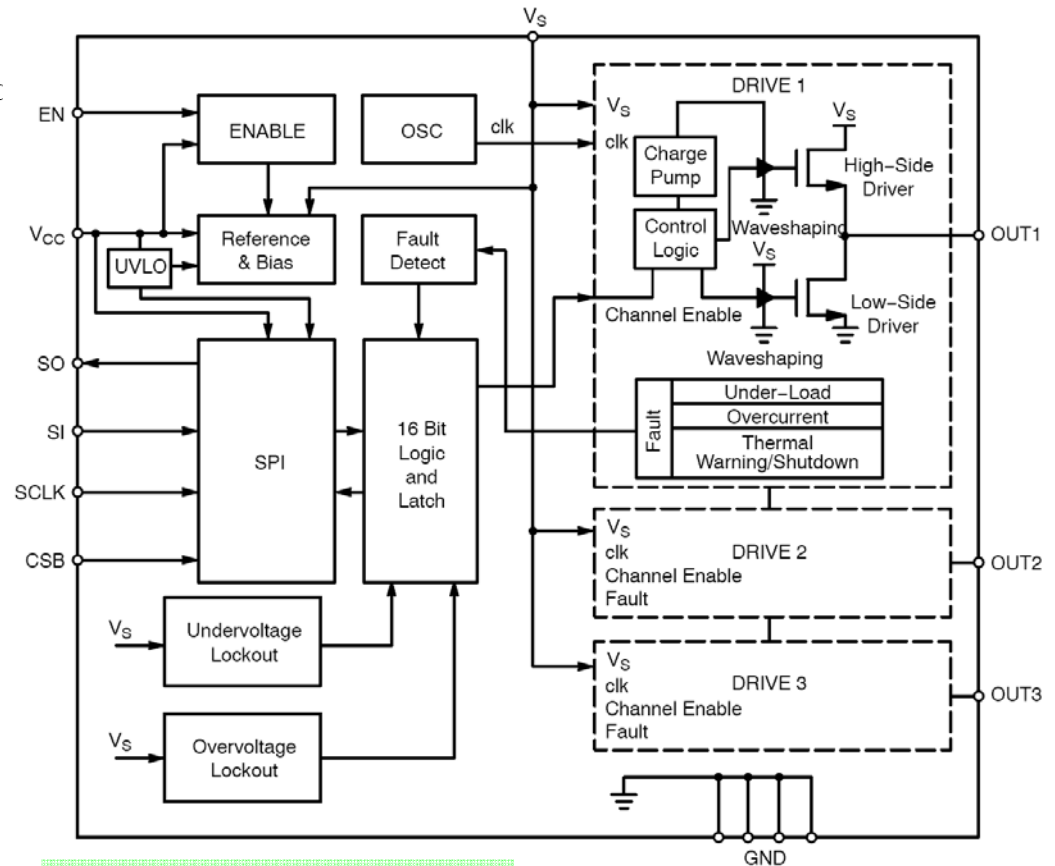 VS
EN
ENABLE
OSC
clk
DRIVE 1
VS
clk
Charge
Pump
VS
High–Side
Driver
VCC
UVLO
Reference
& Bias
Fault
Detect
Control
Logic
Waveshaping
VS
OUT1
Channel Enable
Low–Side
Driver
Waveshaping
SO
SI
SCLK
CSB
SPI
16 Bit
Logic
and
Latch
Fault
Under–Load
Overcurrent
Thermal
Warning/Shutdown
VS
clk
Channel Enable
Fault
DRIVE 2
OUT2
VS
Undervoltage
Lockout
VS
clk
Channel Enable
Fault
DRIVE 3
OUT3
VS
Overvoltage
Lockout
GND